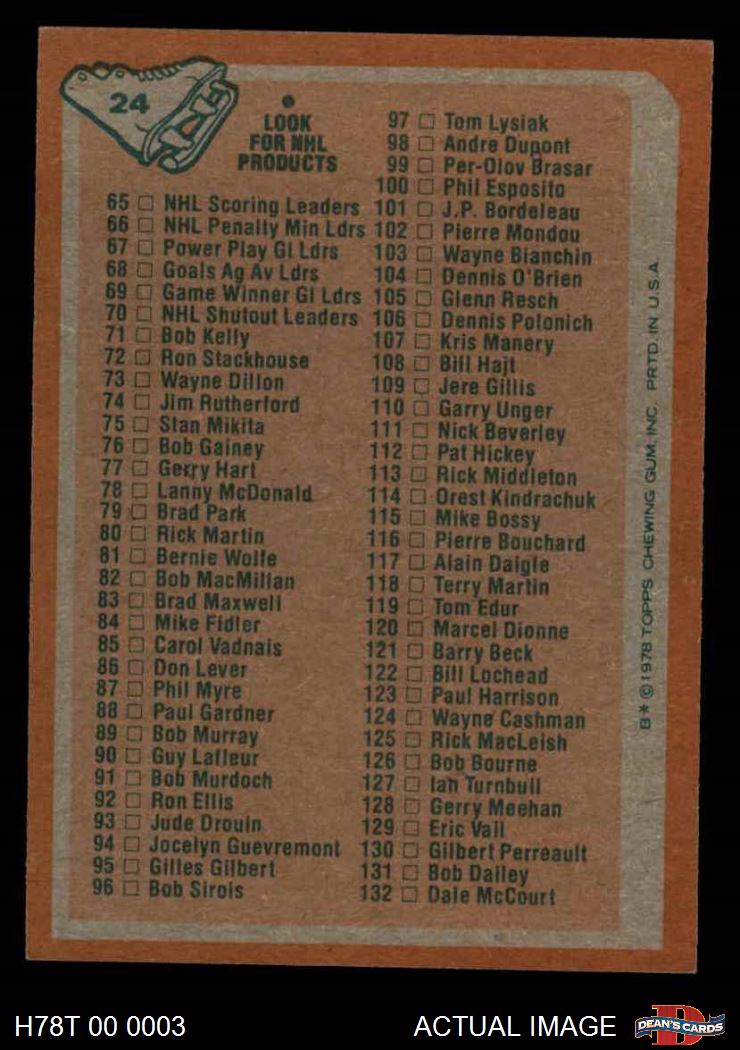 24
LOOK
FOR NHL
PRODUCTS
65 NHL Scoring Leaders
66 NHL Penalty Min Ldrs
67 Power Play Gl Ldrs
68 Goals Ag Av Ldrs
69 Game Winner Gl Ldrs
70 NHL Shutout Leaders
71 Bob Kelly
72 Ron Stackhouse
73 Wayne Dillon
74 Jim Rutherford
75 Stan Mikita
76 Bob Gainey
77 Gerry Hart
78 Lanny McDonald
79 Brad Park
80 Rick Martin
81 Bernie Wolfe
82 Bob MacMillan
83 Brad Maxwell
84 Mike Fidler
85 Carol Vadnais
86 Don Lever
87 Phil Myre
88 Paul Gardner
89 Bob Murray
90 Guy Lafleur
91 Bob Murdoch
92 Ron Ellis
93 Jude Drouin
94 Jocelyn Guevremont
95 Gilles Gilbert
96 Bob Sirois
97 Tom Lysiak
98 Andre Dupont
99 Per-Olov Brasar
100 Phil Esposito
101 J.P. Bordeleau
102 Pierre Mondou
103 Wayne Bianchin
104 Dennis O'Brien
105 Glenn Resch
106 Dennis Polonich
107 Kris Manery
108 Bill Hajt
109 Jere Gillis
110 Garry Unger
111 Nick Beverley
112 Pat Hickey
113 Rick Middleton
114 Orest Kindrachuk
115 Mike Bossy
116 Pierre Bouchard
117 Alain Daigle
118 Terry Martin
119 Tom Edur
120 Marcel Dionne
121 Barry Beck
122 Bill Lochead
123 Paul Harrison
124 Wayne Cashman
125 Rick MacLeish
126 Bob Bourne
127 Ian Turnbull
128 Gerry Meehan
129 Eric Vail
130 Gilbert Perreault
131 Bob Dailey
132 Dale McCourt
B*©1978 TOPPS CHEWING GUM, INC. PRTD. IN U.S.A.
H78T 00 0003
ACTUAL IMAGE
D
DEAN'S CARDS